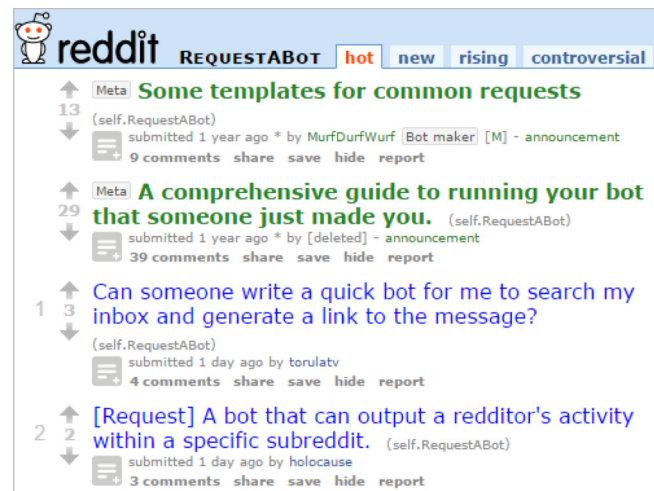 reddit REQUESTABOT hot new rising controversial
Meta Some templates for common requests
13
(self.RequestABot)
submitted 1 year ago * by MurfDurfWurf Bot maker [M] - announcement
9 comments share save hide report
Meta A comprehensive guide to running your bot
29 that someone just made you. (self.RequestABot)
submitted 1 year ago * by [deleted] - announcement
39 comments share save hide report
Can someone write a quick bot for me to search my
1 3 inbox and generate a link to the message?
(self.RequestABot)
submitted 1 day ago by torulatv
4 comments share save hide report
[Request] A bot that can output a redditor's activity
2 2 within a specific subreddit. (self.RequestABot)
submitted 1 day ago by holocause
3 comments share save hide report